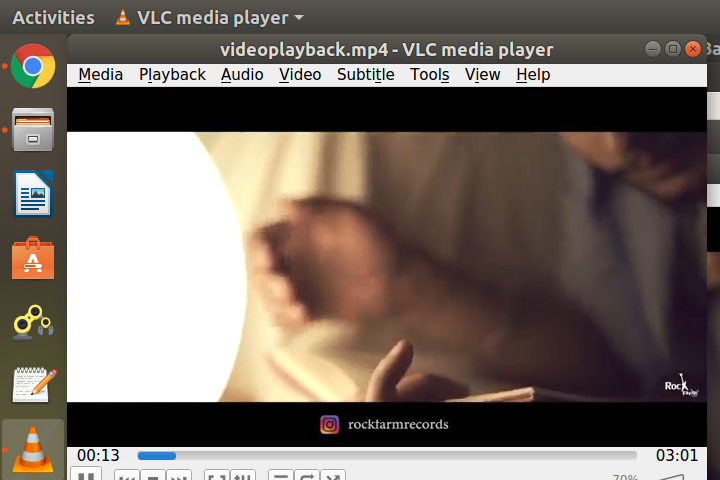 Activities VLC media player
videoplayback.mp4 - VLC media player
Media Playback Audio Video Subtitle Tools View Help
Rock
rockfarmrecords
00:13 03:01
70%